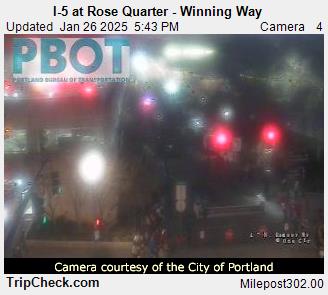 I-5 at Rose Quarter - Winning Way
Updated Jan 26 2025 5:43 PM Camera 4
PBOT
PORTLAND BUREAU OF TRANSPORTATION
Camera courtesy of the City of Portland
TripCheck.com Milepost302.00